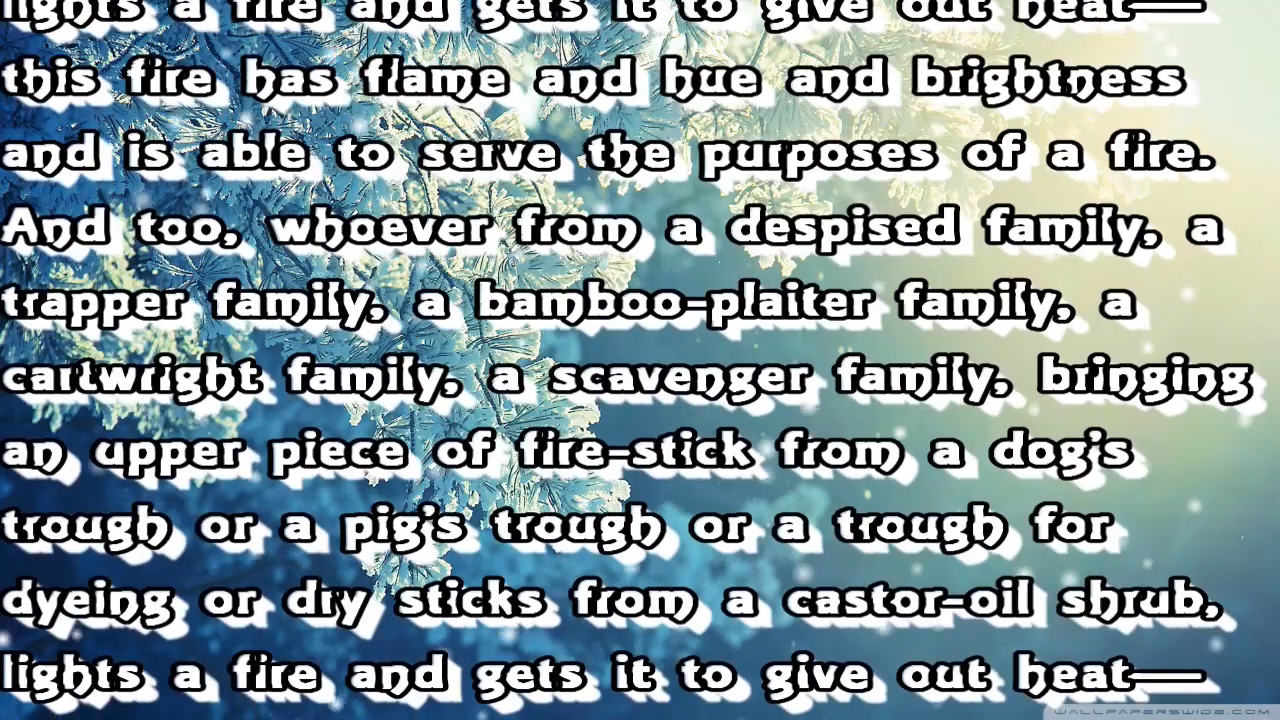 lights a fire and gets it to give out heat—
this fire has flame and hue and brightness
and is able to serve the purposes of a fire.
And too, whoever from a despised family, a
trapper family, a bamboo-plaiter family, a
cartwright family, a scavenger family, bringing
an upper piece of fire-stick from a dog's
trough or a pig's trough or a trough for
dyeing or dry sticks from a castor-oil shrub,
lights a fire and gets it to give out heat—
WALLPAPERSWIDE.COM